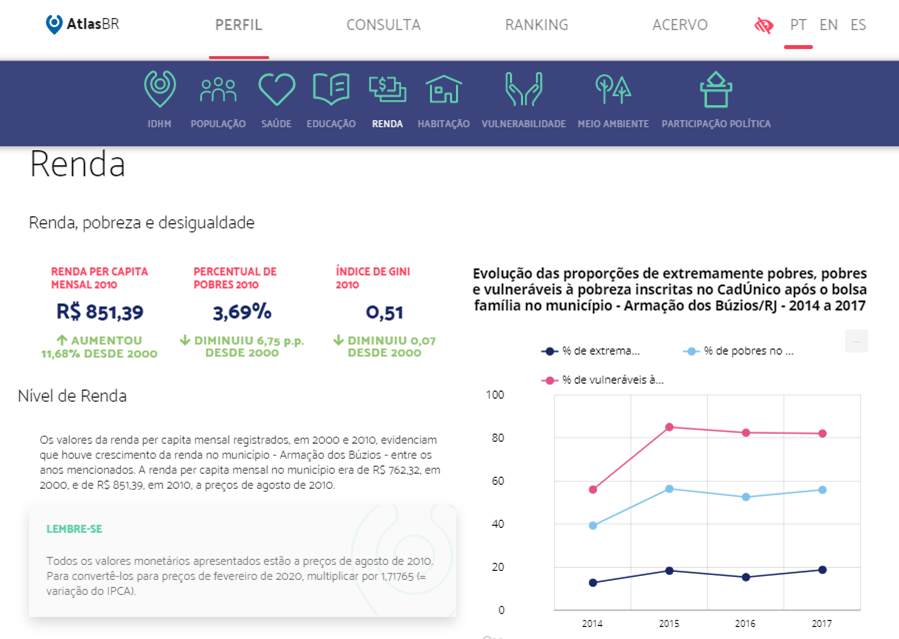 AtlasBR
PERFIL
CONSULTA
RANKING
ACERVO
PT EN ES
IDHM
POPULAÇÃO
SAÚDE
EDUCAÇÃO
RENDA
HABITAÇÃO
VULNERABILIDADE
MEIO AMBIENTE
PARTICIPAÇÃO POLÍTICA
Renda
Renda, pobreza e desigualdade
RENDA PER CAPITA
MENSAL 2010
R$ 851,39
AUMENTOU
11,68% DESDE 2000
PERCENTUAL DE
POBRES 2010
3,69%
DIMINUIU 6,75 p.p.
DESDE 2000
ÍNDICE DE GINI
2010
0,51
DIMINUIU 0,07
DESDE 2000
Nível de Renda
Os valores da renda per capita mensal registrados, em 2000 e 2010, evidenciam
que houve crescimento da renda no município - Armação dos Búzios - entre os
anos mencionados. A renda per capita mensal no município era de R$ 762,32, em
2000, e de R$ 851,39, em 2010, a preços de agosto de 2010.
LEMBRE-SE
Todos os valores monetários apresentados estão a preços de agosto de 2010.
Para convertê-los para preços de fevereiro de 2020, multiplicar por 1,71765 (=
variação do IPCA).
Evolução das proporções de extremamente pobres, pobres
e vulneráveis à pobreza inscritas no CadÚnico após o bolsa
família no município - Armação dos Búzios/RJ - 2014 a 2017
...
% de extrema...
% de pobres no ...
% de vulneráveis à...
100
80
60
40
20
0
2014
2015
2016
2017